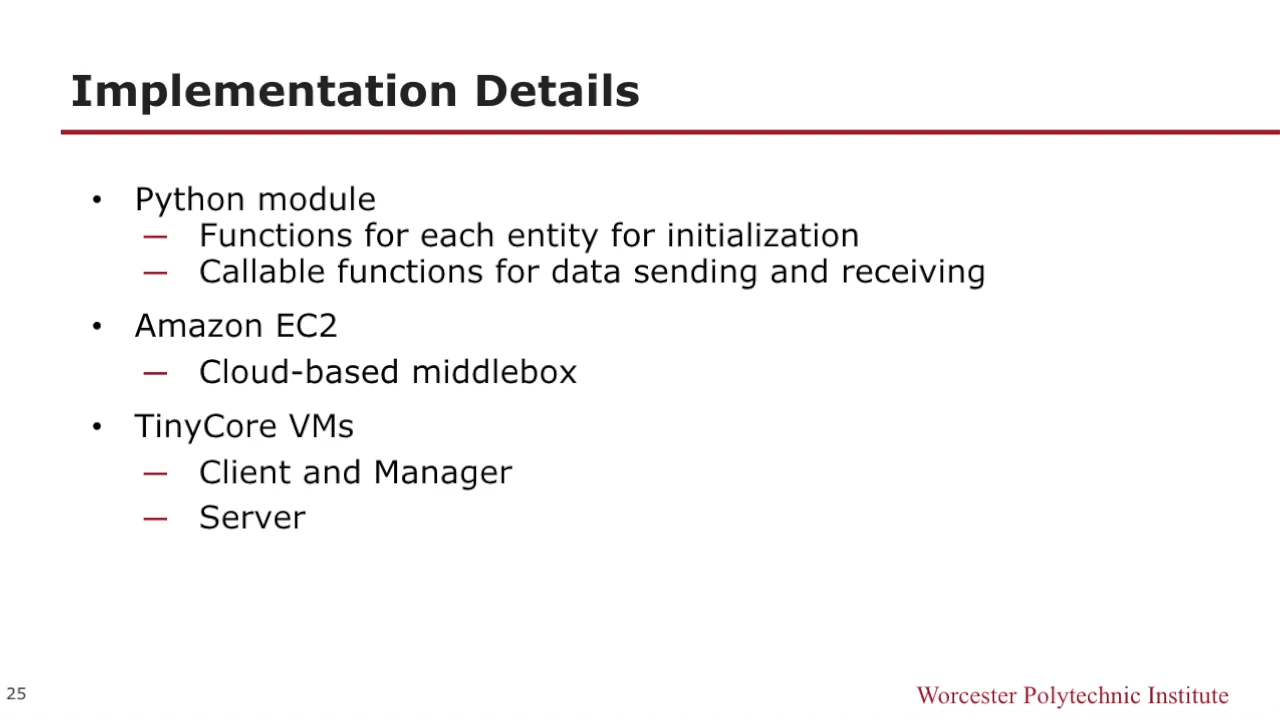 Implementation Details
• Python module
— Functions for each entity for initialization
— Callable functions for data sending and receiving
• Amazon EC2
— Cloud-based middlebox
• TinyCore VMs
— Client and Manager
— Server
25
Worcester Polytechnic Institute